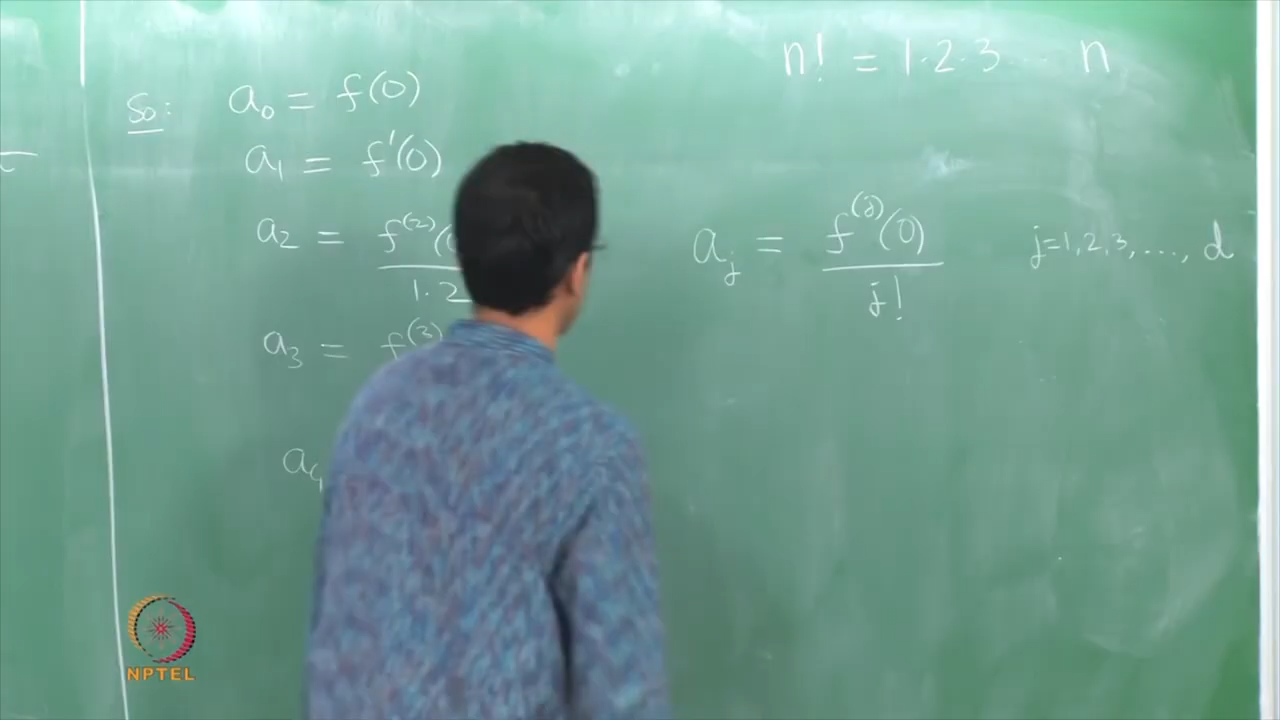 n! = 1·2·3 ... n
So: a₀ = f(0)
a₁ = f'(0)
a₂ = f⁽²⁾(
1·2
a₃ = f⁽³⁾
a₄
aⱼ = f⁽ʲ⁾(0) / j! j=1,2,3,...., d
NPTEL